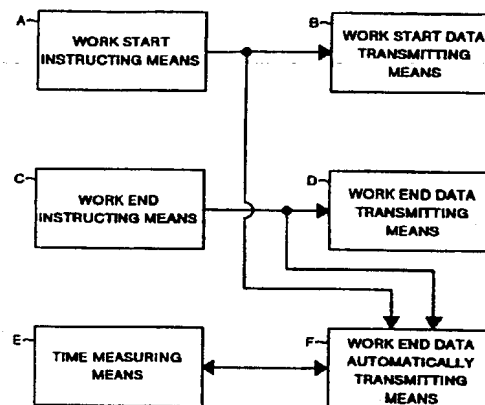 A
WORK START
INSTRUCTING MEANS
B
WORK START DATA
TRANSMITTING
MEANS
C
WORK END
INSTRUCTING MEANS
D
WORK END DATA
TRANSMITTING
MEANS
E
TIME MEASURING
MEANS
F
WORK END DATA
AUTOMATICALLY
TRANSMITTING
MEANS